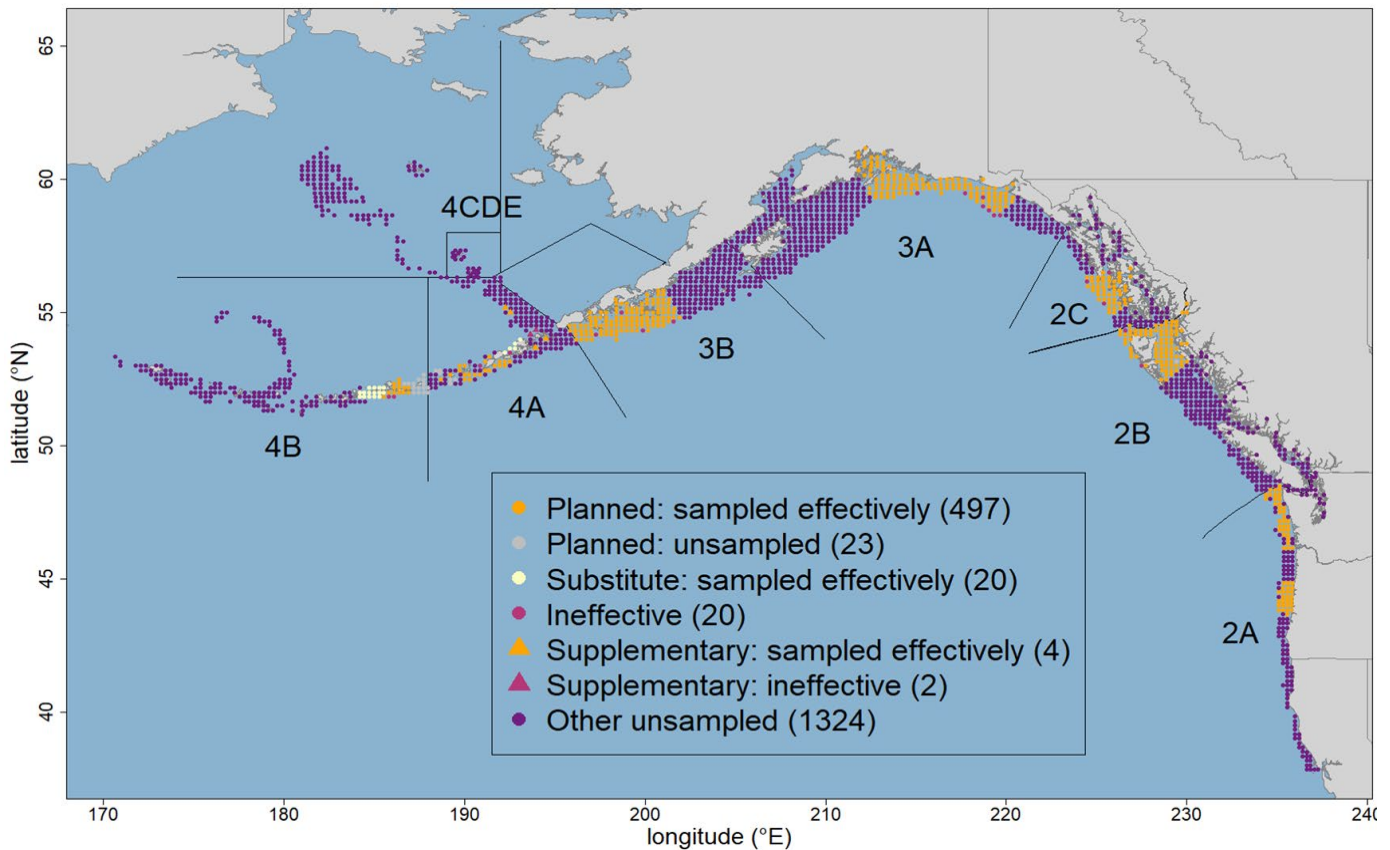 65
60
55
50
45
40
latitude (°N)
4CDE
3A
2C
3B
4A
2B
4B
2A
Planned: sampled effectively (497)
Planned: unsampled (23)
Substitute: sampled effectively (20)
Ineffective (20)
Supplementary: sampled effectively (4)
Supplementary: ineffective (2)
Other unsampled (1324)
170 180 190 200 210 220 230 240
longitude (°E)